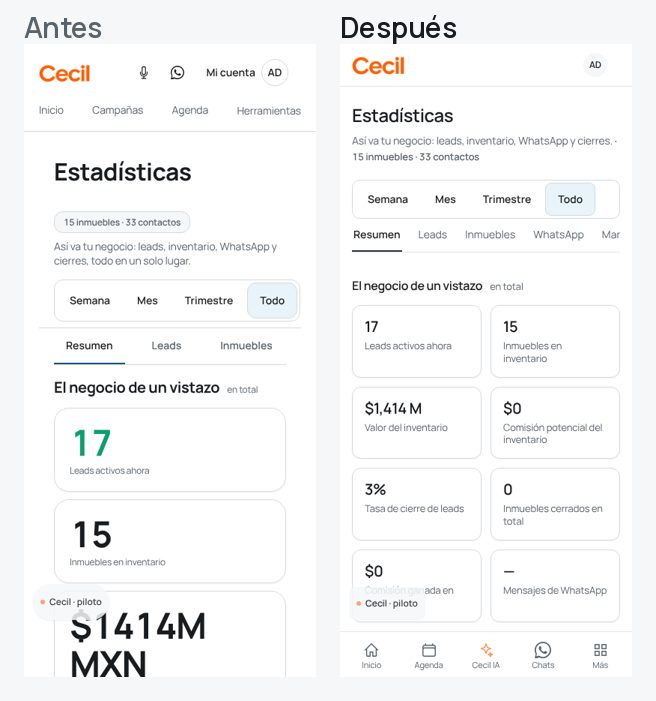 Antes
Cecil
Mi cuenta
AD
Inicio
Campañas
Agenda
Herramientas
Estadísticas
15 inmuebles · 33 contactos
Así va tu negocio: leads, inventario, WhatsApp y
cierres, todo en un solo lugar.
Semana
Mes
Trimestre
Todo
Resumen
Leads
Inmuebles
El negocio de un vistazo en total
17
Leads activos ahora
15
Inmuebles en inventario
Cecil · piloto
$1414M
MXN
Después
Cecil
AD
Estadísticas
Así va tu negocio: leads, inventario, WhatsApp y cierres. ·
15 inmuebles · 33 contactos
Semana
Mes
Trimestre
Todo
Resumen
Leads
Inmuebles
WhatsApp
Mar
El negocio de un vistazo en total
17
Leads activos ahora
15
Inmuebles en
inventario
$1,414 M
Valor del inventario
$0
Comisión potencial del
inventario
3%
Tasa de cierre de leads
0
Inmuebles cerrados en
total
$0
Comisión ganada en
Cecil · piloto
—
Mensajes de WhatsApp
Inicio
Agenda
Cecil IA
Chats
Más